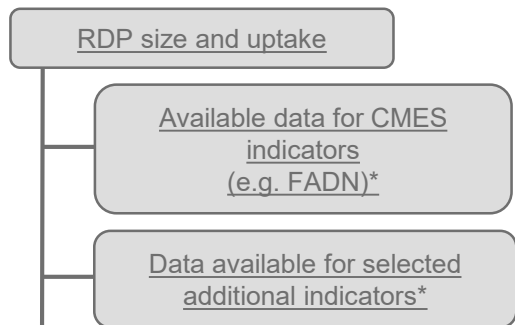 RDP size and uptake
Available data for CMES
indicators
(e.g. FADN)*
Data available for selected
additional indicators*